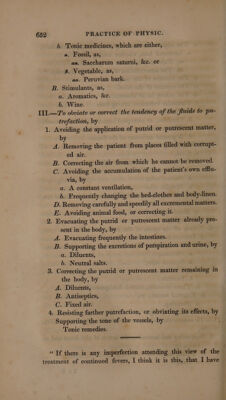 652 PRACTICE OF PHYSIC.
b. Tonic medicines, which are either,
α. Fossil, as,
αα. Saccharum saturni, &c. or
β. Vegetable, as,
αα. Peruvian bark.
B. Stimulants, as,
a. Aromatics, &c.
b. Wine.
III.—To obviate or correct the tendency of the fluids to pu-
trefaction, by
1. Avoiding the application of putrid or putrescent matter,
by
A. Removing the patient from places filled with corrupt-
ed air.
B. Correcting the air from which he cannot be removed.
C. Avoiding the accumulation of the patient's own efflu-
via, by
a. A constant ventilation,
b. Frequently changing the bed-clothes and body-linen.
D. Removing carefully and speedily all excremental matters.
E. Avoiding animal food, or correcting it.
2. Evacuating the putrid or putrescent matter already pre-
sent in the body, by
A. Evacuating frequently the intestines.
B. Supporting the excretions of perspiration and urine, by
a. Diluents,
b. Neutral salts.
3. Correcting the putrid or putrescent matter remaining in
the body, by
A. Diluents,
B. Antiseptics,
C. Fixed air.
4. Resisting farther putrefaction, or obviating its effects, by
Supporting the tone of the vessels, by
Tonic remedies.
" If there is any imperfection attending this view of the
treatment of continued fevers, I think it is this, that I have